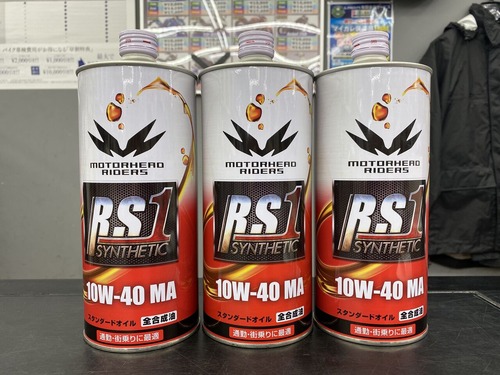 MOTORHEAD
RIDERS
R.S1
SYNTHETIC
10W-40 MA
スタンダードオイル 全合成油
通勤・街乗りに最適
MOTORHEAD
RIDERS
R.S1
SYNTHETIC
10W-40 MA
スタンダードオイル 全合成油
通勤・街乗りに最適
MOTORHEAD
RIDERS
R.S1
SYNTHETIC
10W-40 MA
スタンダードオイル 全合成油
通勤・街乗りに最適